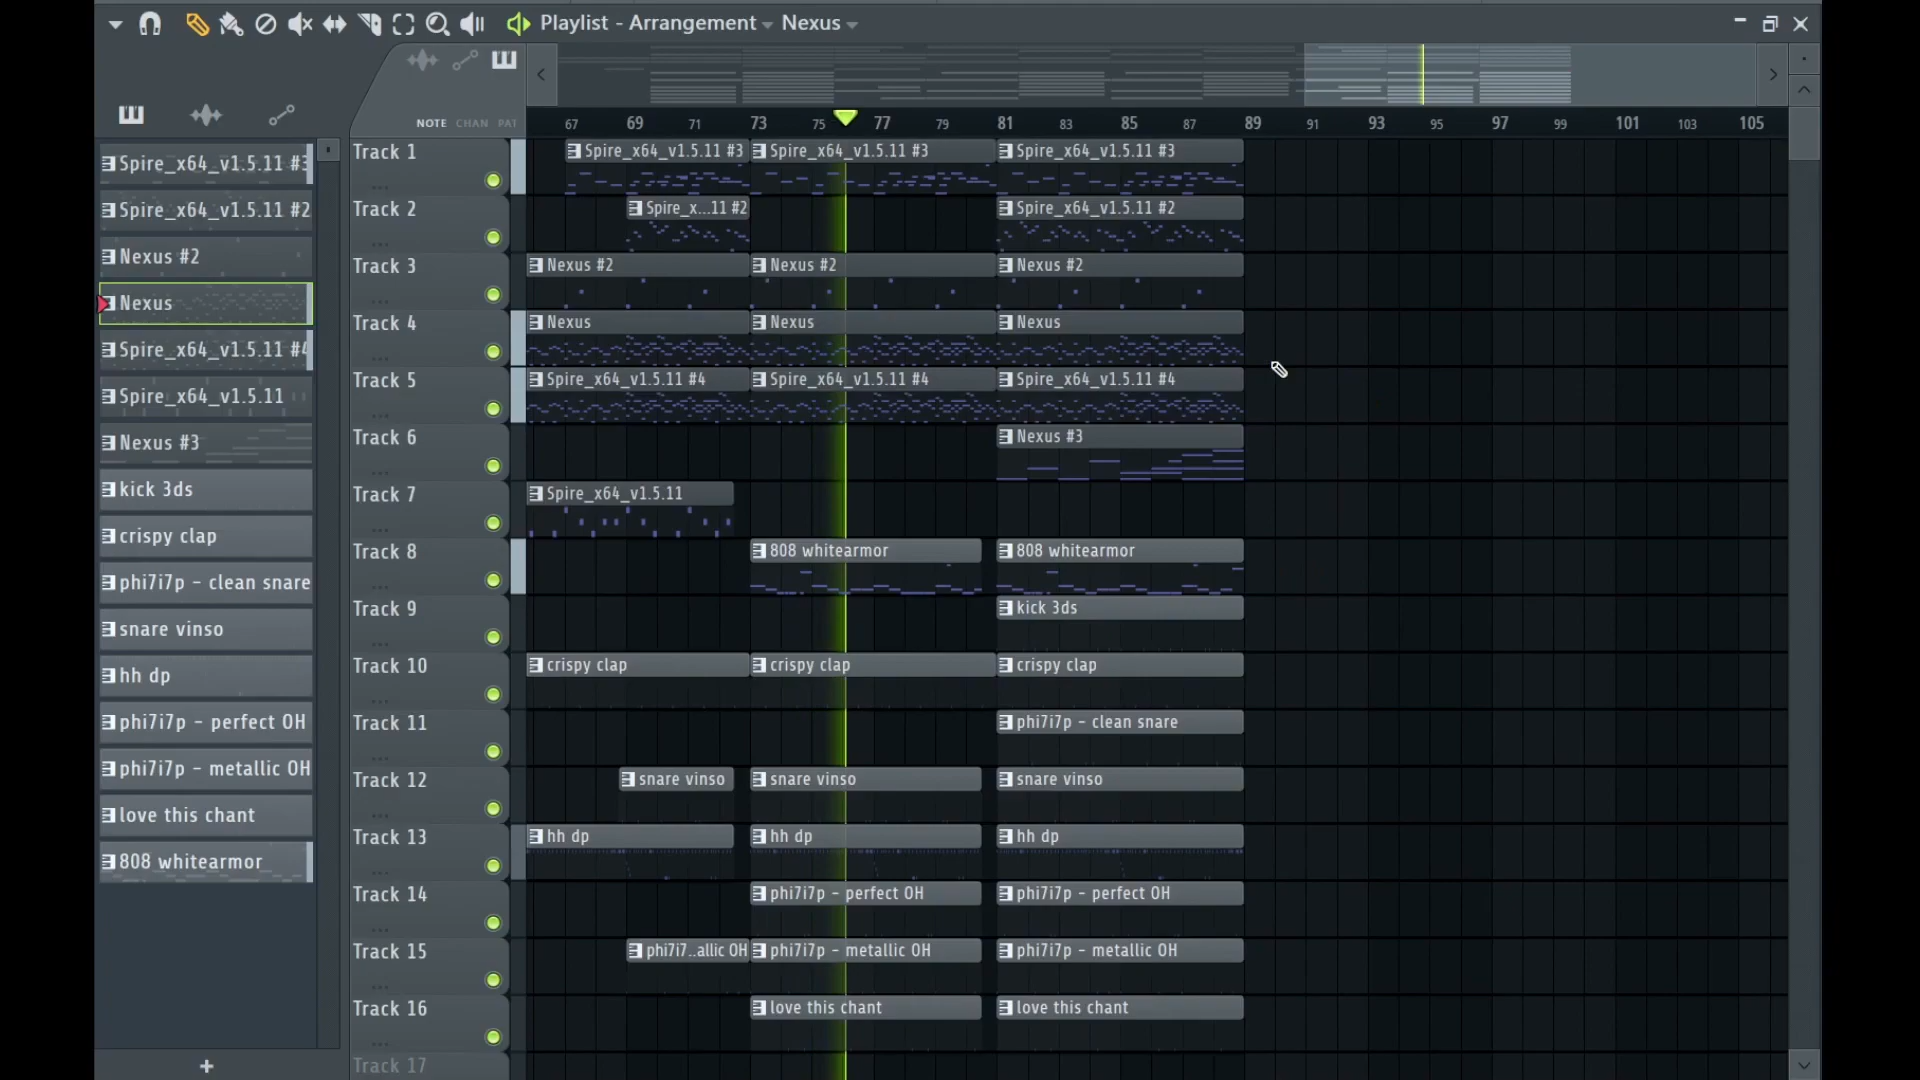 Playlist - Arrangement Nexus
NOTE CHAN PAT
67 69 71 73 75 77 79 81 83 85 87 89 91 93 95 97 99 101 103 105
Spire_x64_v1.5.11 #3
Spire_x64_v1.5.11 #2
Nexus #2
Nexus
Spire_x64_v1.5.11 #4
Spire_x64_v1.5.11
Nexus #3
kick 3ds
crispy clap
phi7i7p - clean snare
snare vinso
hh dp
phi7i7p - perfect OH
phi7i7p - metallic OH
love this chant
808 whitearmor
+
Track 1 Spire_x64_v1.5.11 #3 Spire_x64_v1.5.11 #3 Spire_x64_v1.5.11 #3
Track 2 Spire_x...11 #2 Spire_x64_v1.5.11 #2
Track 3 Nexus #2 Nexus #2 Nexus #2
Track 4 Nexus Nexus Nexus
Track 5 Spire_x64_v1.5.11 #4 Spire_x64_v1.5.11 #4 Spire_x64_v1.5.11 #4
Track 6 Nexus #3
Track 7 Spire_x64_v1.5.11
Track 8 808 whitearmor 808 whitearmor
Track 9 kick 3ds
Track 10 crispy clap crispy clap crispy clap
Track 11 phi7i7p - clean snare
Track 12 snare vinso snare vinso snare vinso
Track 13 hh dp hh dp hh dp
Track 14 phi7i7p - perfect OH phi7i7p - perfect OH
Track 15 phi7i7..allic OH phi7i7p - metallic OH phi7i7p - metallic OH
Track 16 love this chant love this chant
Track 17